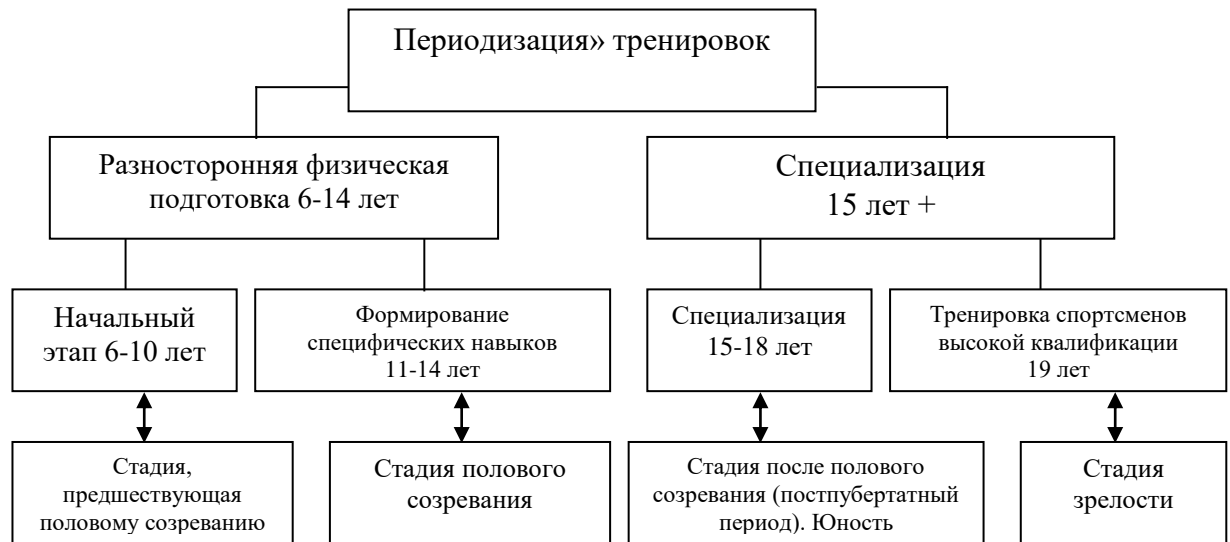 Периодизация» тренировок
Разносторонняя физическая
подготовка 6-14 лет
Специализация
15 лет +
Начальный
этап 6-10 лет
Формирование
специфических навыков
11-14 лет
Специализация
15-18 лет
Тренировка спортсменов
высокой квалификации
19 лет
Стадия,
предшествующая
половому созреванию
Стадия полового
созревания
Стадия после полового
созревания (постпубертатный
период). Юность
Стадия
зрелости